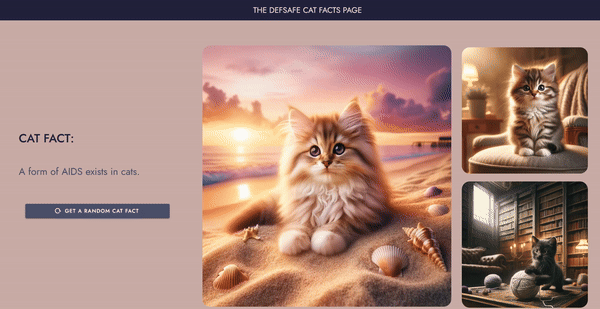 THE DEFSAFE CAT FACTS PAGE
CAT FACT:
A form of AIDS exists in cats.
GET A RANDOM CAT FACT